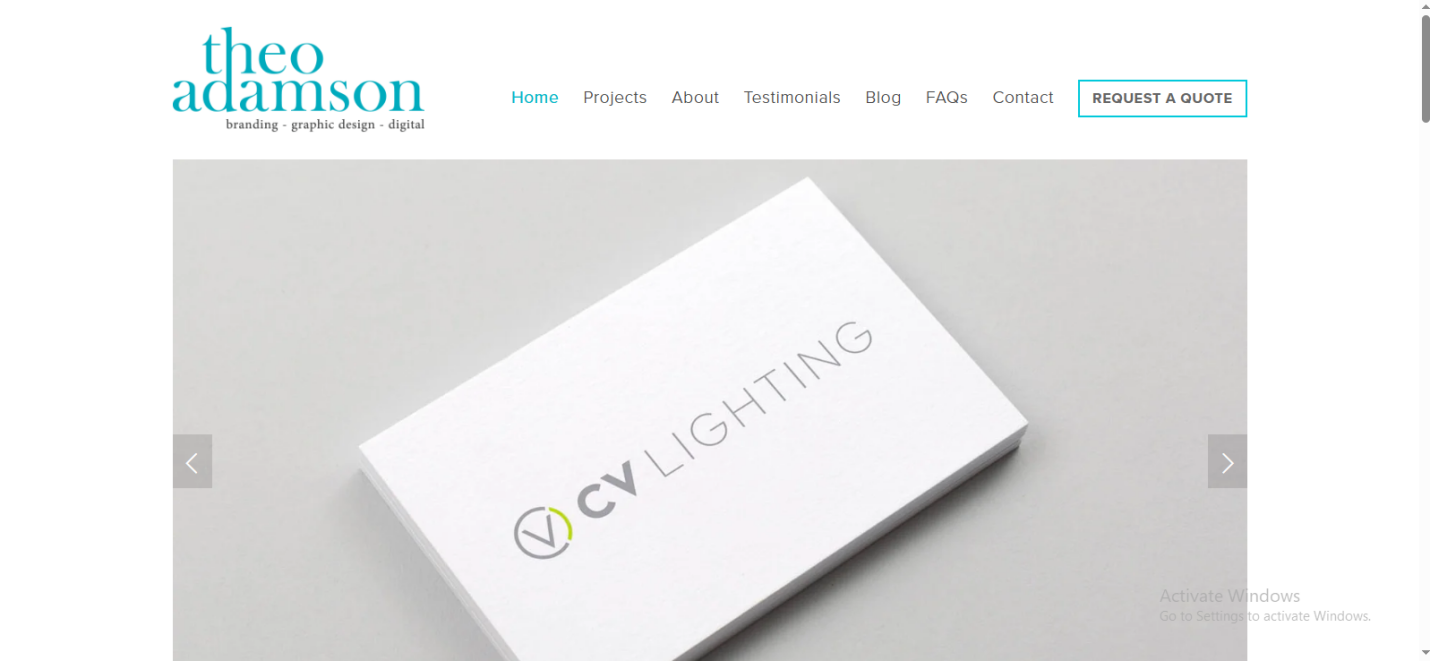 theo
adamson
branding - graphic design - digital
Home Projects About Testimonials Blog FAQs Contact REQUEST A QUOTE
CV LIGHTING
Activate Windows
Go to Settings to activate Windows.